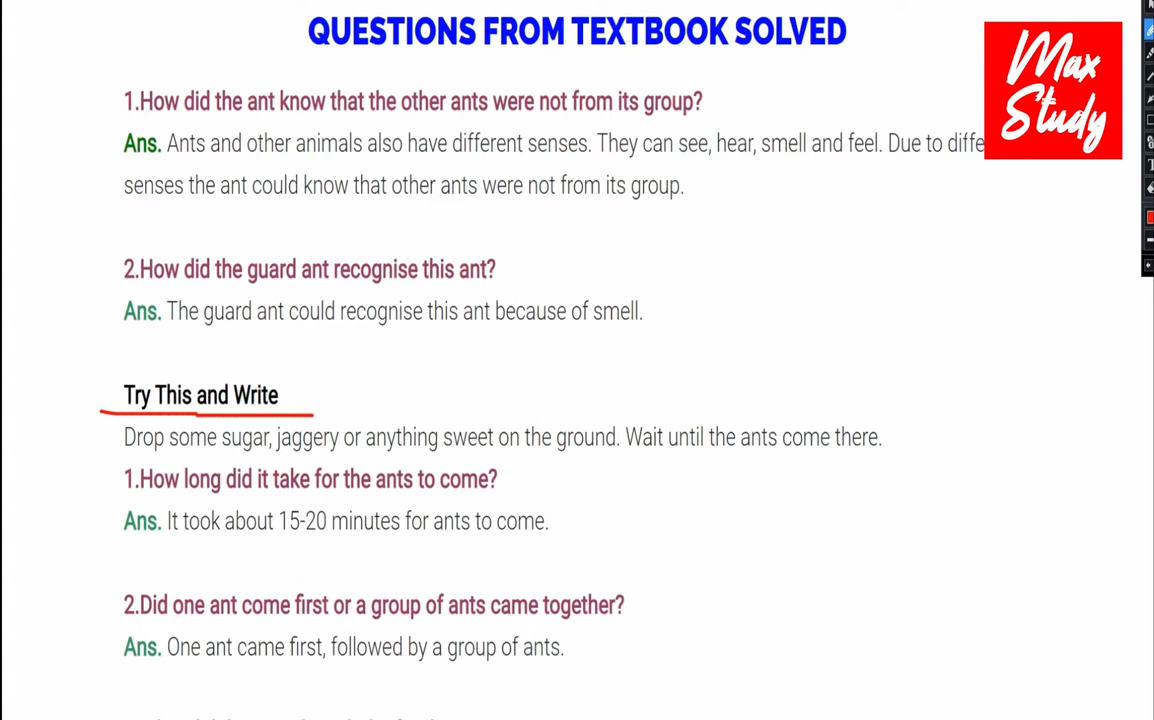 QUESTIONS FROM TEXTBOOK SOLVED
Max
Study
1.How did the ant know that the other ants were not from its group?
Ans. Ants and other animals also have different senses. They can see, hear, smell and feel. Due to diffe
senses the ant could know that other ants were not from its group.
2.How did the guard ant recognise this ant?
Ans. The guard ant could recognise this ant because of smell.
Try This and Write
Drop some sugar, jaggery or anything sweet on the ground. Wait until the ants come there.
1.How long did it take for the ants to come?
Ans. It took about 15-20 minutes for ants to come.
2.Did one ant come first or a group of ants came together?
Ans. One ant came first, followed by a group of ants.